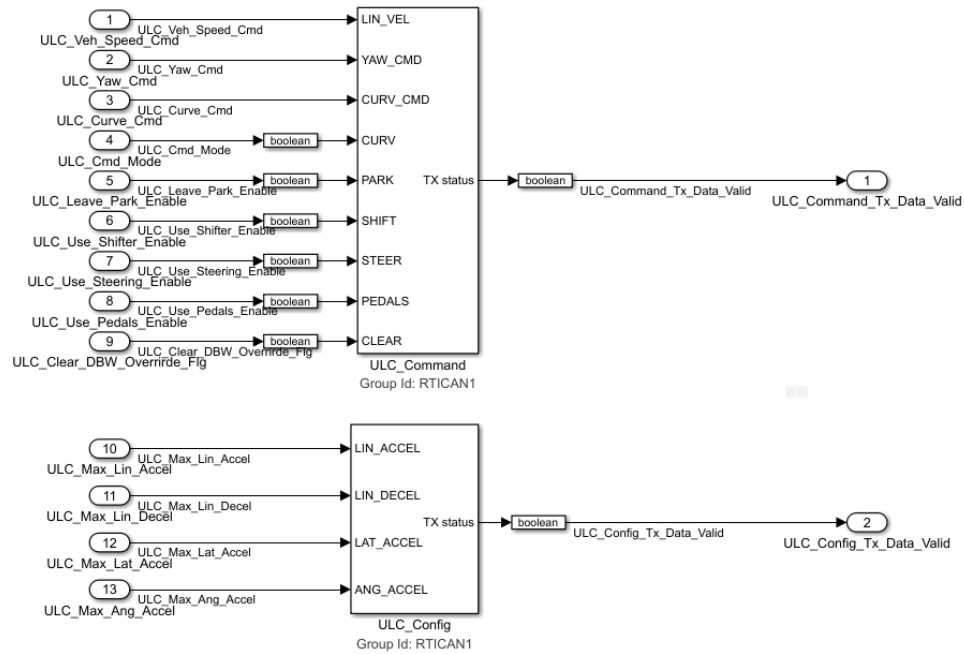 1
ULC_Veh_Speed_Cmd
ULC_Veh_Speed_Cmd
LIN_VEL
2
ULC_Yaw_Cmd
ULC_Yaw_Cmd
YAW_CMD
3
ULC_Curve_Cmd
ULC_Curve_Cmd
CURV_CMD
4
ULC_Cmd_Mode
ULC_Cmd_Mode
boolean
CURV
5
ULC_Leave_Park_Enable
ULC_Leave_Park_Enable
boolean
PARK
6
ULC_Use_Shifter_Enable
ULC_Use_Shifter_Enable
boolean
SHIFT
7
ULC_Use_Steering_Enable
ULC_Use_Steering_Enable
boolean
STEER
8
ULC_Use_Pedals_Enable
ULC_Use_Pedals_Enable
boolean
PEDALS
9
ULC_Clear_DBW_Overrirde_Flg
ULC_Clear_DBW_Overrirde_Flg
boolean
CLEAR
TX status
boolean
ULC_Command_Tx_Data_Valid
1
ULC_Command_Tx_Data_Valid
ULC_Command
Group Id: RTICAN1
10
ULC_Max_Lin_Accel
ULC_Max_Lin_Accel
LIN_ACCEL
11
ULC_Max_Lin_Decel
ULC_Max_Lin_Decel
LIN_DECEL
12
ULC_Max_Lat_Accel
ULC_Max_Lat_Accel
LAT_ACCEL
13
ULC_Max_Ang_Accel
ULC_Max_Ang_Accel
ANG_ACCEL
TX status
boolean
ULC_Config_Tx_Data_Valid
2
ULC_Config_Tx_Data_Valid
ULC_Config
Group Id: RTICAN1